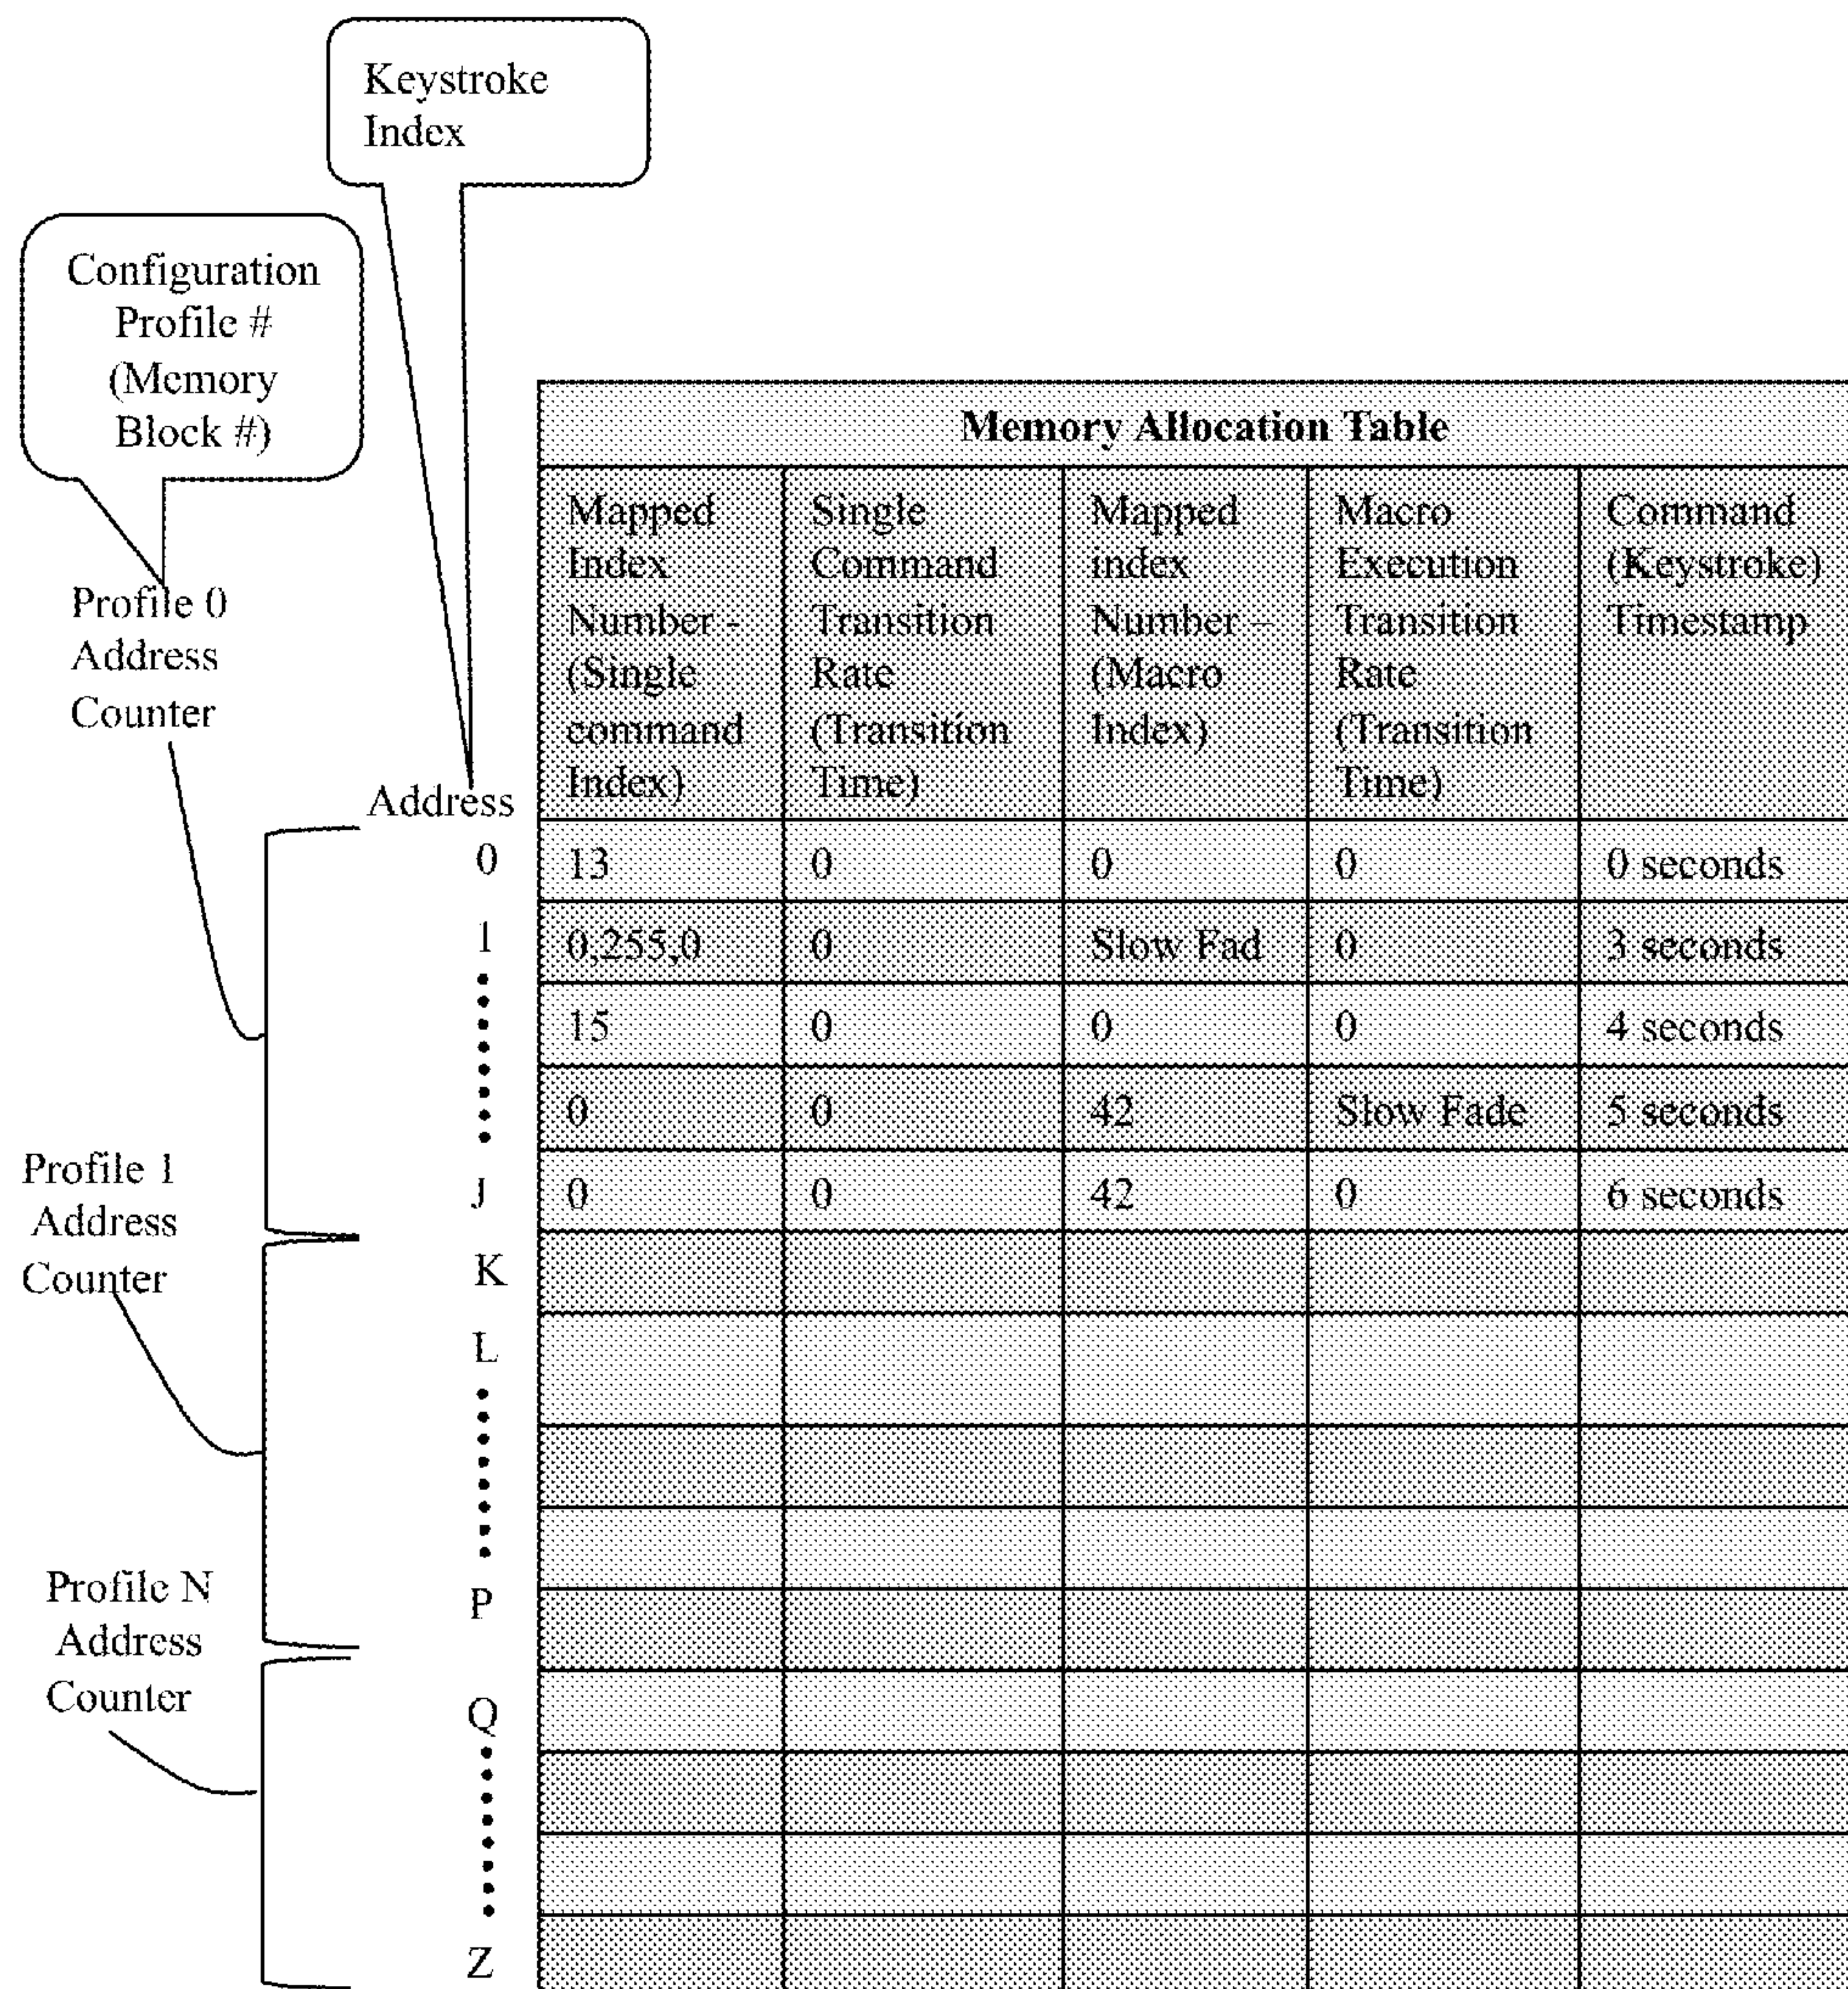 Keystroke
Index
Configuration
Profile #
(Memory
Block #)
Profile 0
Address
Counter
Address
Memory Allocation Table
Mapped
Index
Number -
(Single
command
Index)
Single
Command
Transition
Rate
(Transition
Time)
Mapped
index
Number –
(Macro
Index)
Macro
Execution
Transition
Rate
(Transition
Time)
Command
(Keystroke)
Timestamp
0 13 0 0 0 0 seconds
1 0,255,0 0 Slow Fad 0 3 seconds
15 0 0 0 4 seconds
0 0 42 Slow Fade 5 seconds
J 0 0 42 0 6 seconds
Profile 1
Address
Counter
K
L
P
Profile N
Address
Counter
Q
Z